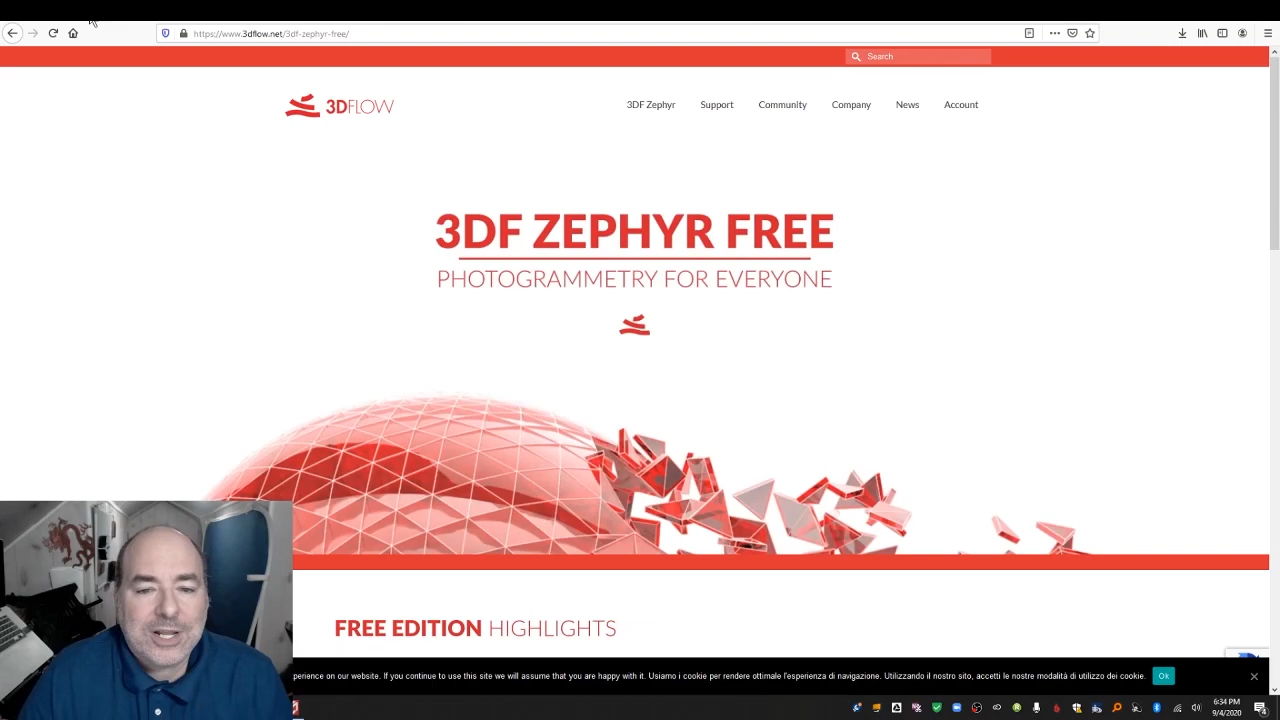 https://www.3dflow.net/3df-zephyr-free/
Search
3DFLOW
3DF Zephyr Support Community Company News Account
3DF ZEPHYR FREE
PHOTOGRAMMETRY FOR EVERYONE
FREE EDITION HIGHLIGHTS
perience on our website. If you continue to use this site we will assume that you are happy with it. Usiamo i cookie per rendere ottimale l'esperienza di navigazione. Utilizzando il nostro sito, accetti le nostre modalità di utilizzo dei cookie. Ok
6:34 PM
9/4/2020
4